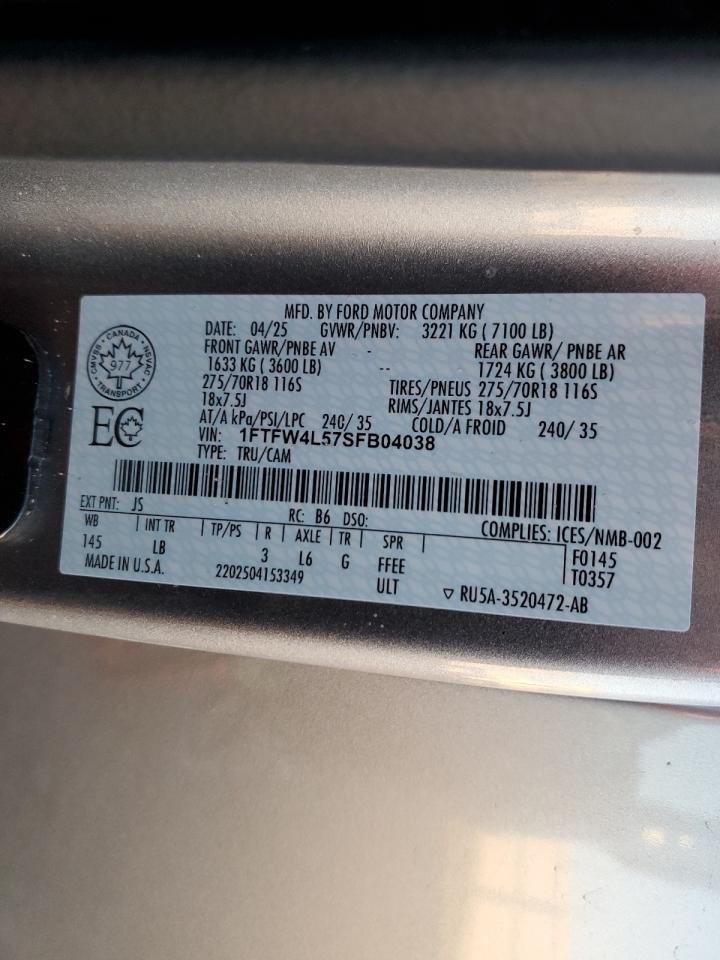 MFD. BY FORD MOTOR COMPANY
DATE: 04/25 GVWR/PNBV: 3221 KG ( 7100 LB)
FRONT GAWR/PNBE AV - REAR GAWR/ PNBE AR
1633 KG ( 3600 LB) -- 1724 KG ( 3800 LB)
275/70R18 116S TIRES/PNEUS 275/70R18 116S
18x7.5J RIMS/JANTES 18x7.5J
AT/A kPa/PSI/LPC 240/ 35 COLD/A FROID 240/ 35
VIN: 1FTFW4L57SFB04038
TYPE: TRU/CAM
CANADA
CMVSS NSVAC
977
TRANSPORT
EC
EXT PNT: JS RC: B6 DSO: COMPLIES: ICES/NMB-002
WB | INT TR | TP/PS | R | AXLE | TR | SPR | F0145
145 LB 3 L6 G FFEE T0357
MADE IN U.S.A. 2202504153349 ULT ▽ RU5A-3520472-AB